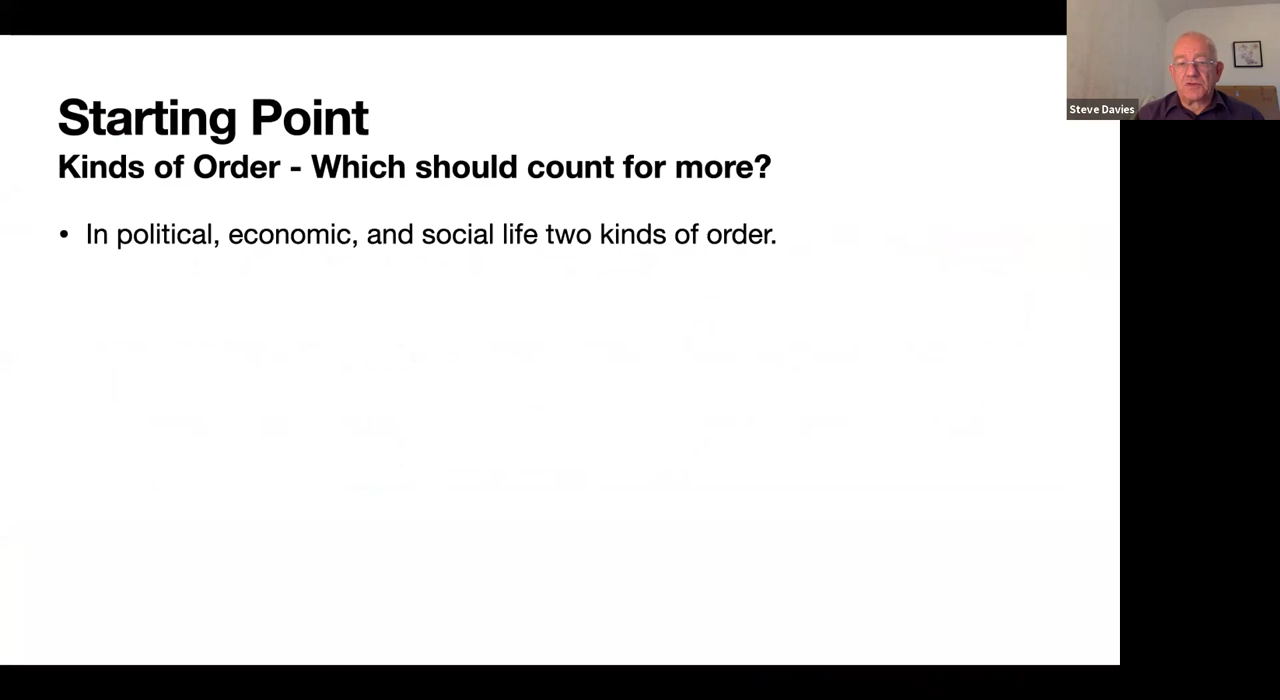 Starting Point
Kinds of Order - Which should count for more?
• In political, economic, and social life two kinds of order.
Steve Davies